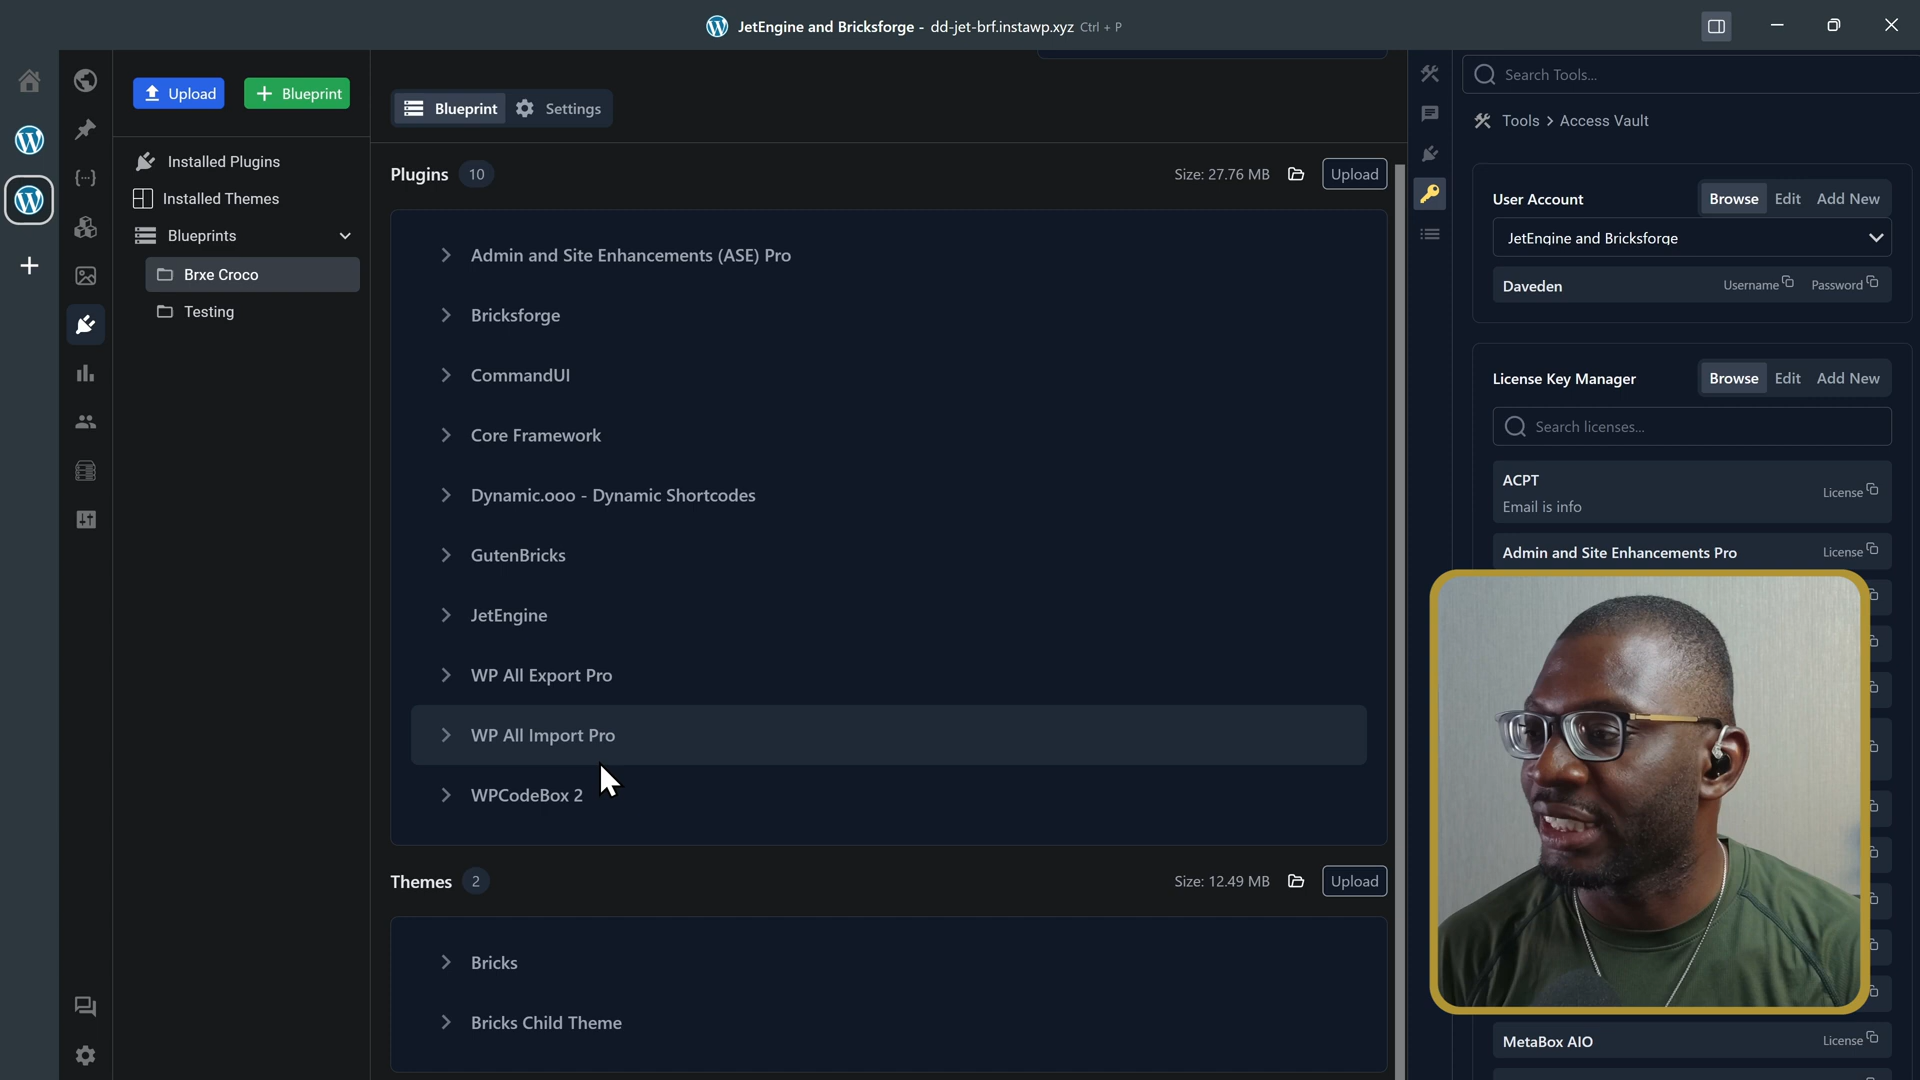 JetEngine and Bricksforge - dd-jet-brf.instawp.xyz Ctrl + P
Upload
Blueprint
Installed Plugins
Installed Themes
Blueprints
Brxe Croco
Testing
Blueprint
Settings
Plugins 10
Size: 27.76 MB
Upload
Admin and Site Enhancements (ASE) Pro
Bricksforge
CommandUI
Core Framework
Dynamic.ooo - Dynamic Shortcodes
GutenBricks
JetEngine
WP All Export Pro
WP All Import Pro
WPCodeBox 2
Themes 2
Size: 12.49 MB
Upload
Bricks
Bricks Child Theme
Search Tools...
Tools > Access Vault
User Account
Browse Edit Add New
JetEngine and Bricksforge
Daveden
Username Password
License Key Manager
Browse Edit Add New
Search licenses...
ACPT
Email is info
License
Admin and Site Enhancements Pro
License
MetaBox AIO
License